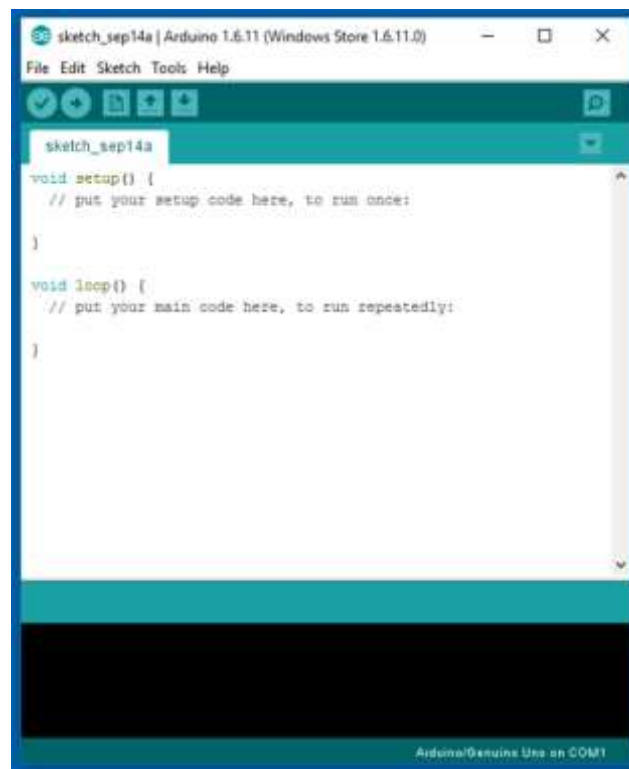 sketch_sep14a | Arduino 1.6.11 (Windows Store 1.6.11.0)
File Edit Sketch Tools Help
sketch_sep14a
void setup() {
// put your setup code here, to run once:
}
void loop() {
// put your main code here, to run repeatedly:
}
Arduino/Genuino Uno on COM1